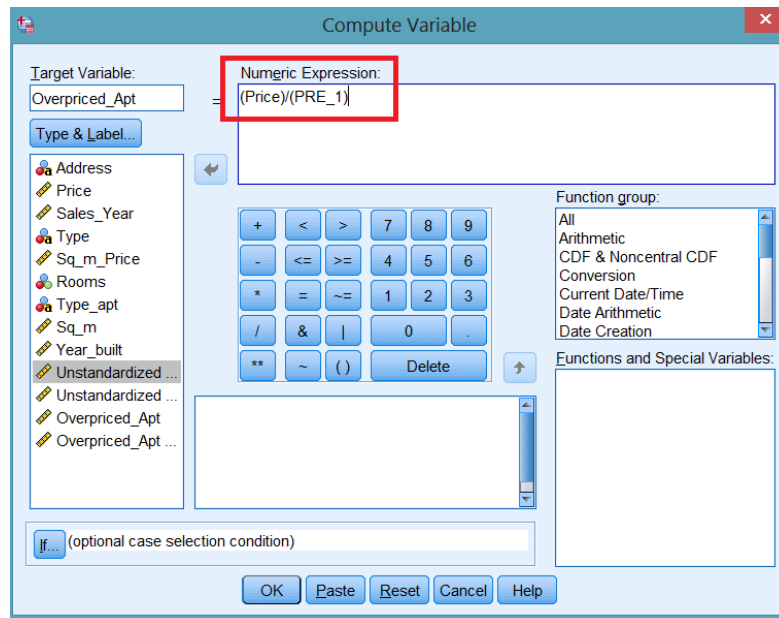 Compute Variable
Target Variable:
Overpriced_Apt
=
Numeric Expression:
(Price)/(PRE_1)
Type & Label...
Address
Price
Sales_Year
Type
Sq_m_Price
Rooms
Type_apt
Sq_m
Year_built
Unstandardized ...
Unstandardized ...
Overpriced_Apt
Overpriced_Apt ...
+ < > 7 8 9
- <= >= 4 5 6
* = ~= 1 2 3
/ & | 0 .
** ~ ( ) Delete
Function group:
All
Arithmetic
CDF & Noncentral CDF
Conversion
Current Date/Time
Date Arithmetic
Date Creation
Functions and Special Variables:
If... (optional case selection condition)
OK Paste Reset Cancel Help